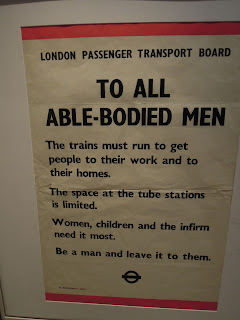 LONDON PASSENGER TRANSPORT BOARD
TO ALL
ABLE-BODIED MEN
The trains must run to get
people to their work and to
their homes.
The space at the tube stations
is limited.
Women, children and the infirm
need it most.
Be a man and leave it to them.